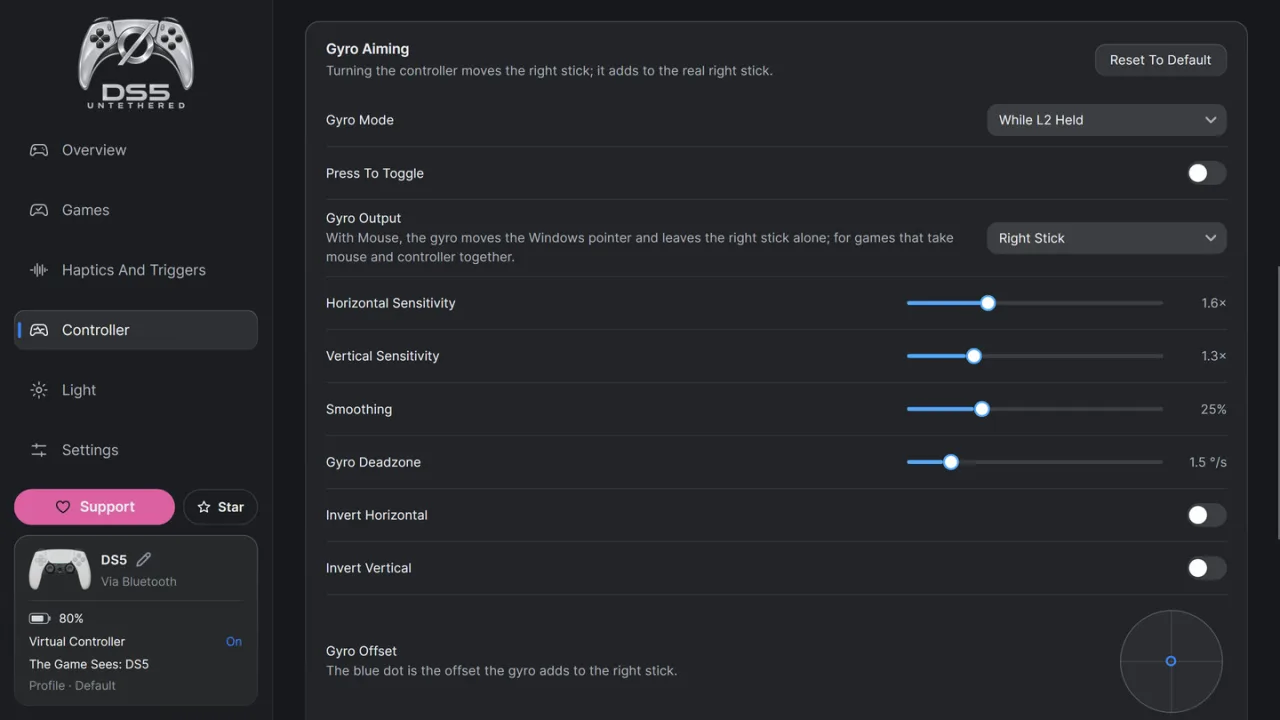 DS5
UNTETHERED
Overview
Games
Haptics And Triggers
Controller
Light
Settings
Support
Star
DS5
Via Bluetooth
80%
Virtual Controller On
The Game Sees: DS5
Profile · Default
Gyro Aiming
Turning the controller moves the right stick; it adds to the real right stick.
Reset To Default
Gyro Mode
While L2 Held
Press To Toggle
Gyro Output
With Mouse, the gyro moves the Windows pointer and leaves the right stick alone; for games that take
mouse and controller together.
Right Stick
Horizontal Sensitivity 1.6×
Vertical Sensitivity 1.3×
Smoothing 25%
Gyro Deadzone 1.5 °/s
Invert Horizontal
Invert Vertical
Gyro Offset
The blue dot is the offset the gyro adds to the right stick.